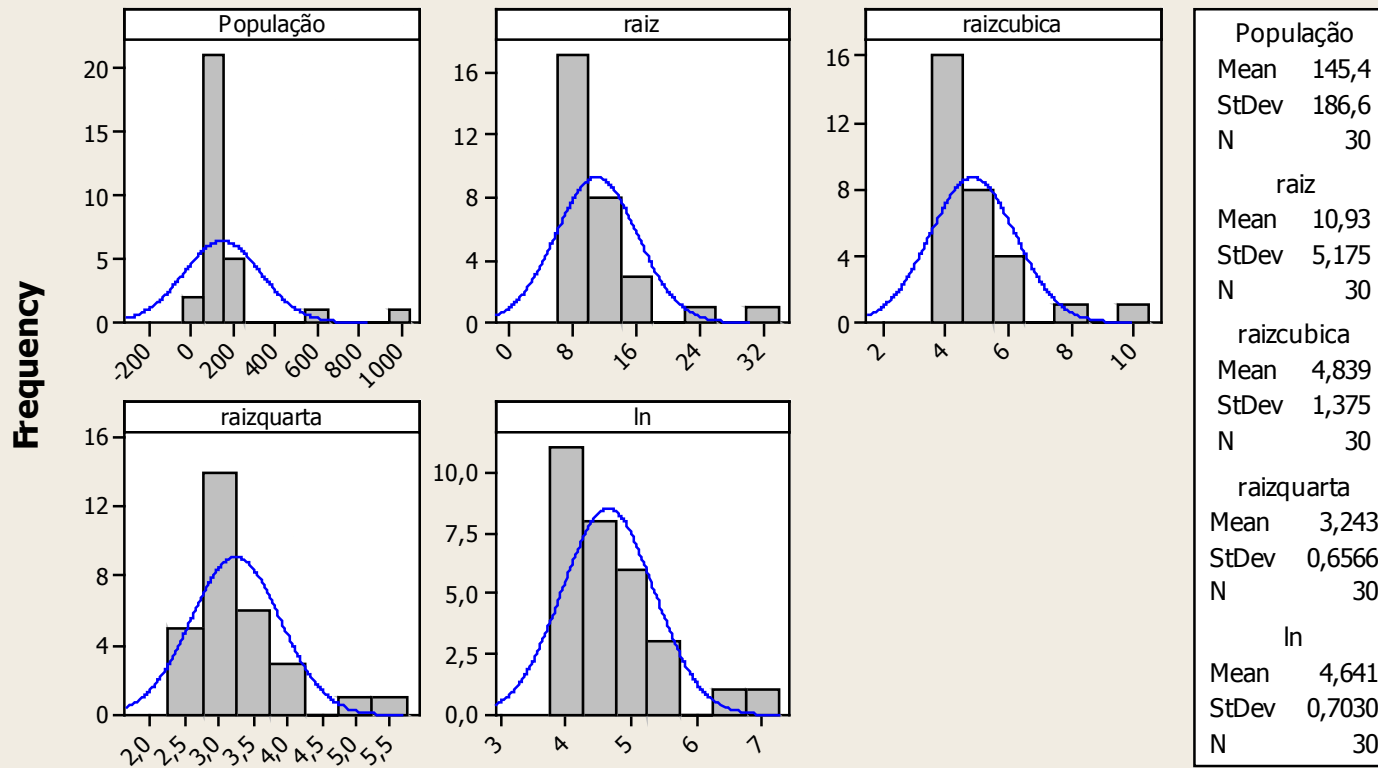 População
20
15
10
5
0
-200 0 200 400 600 800 1000
raiz
16
12
8
4
0
0 8 16 24 32
raizcubica
16
12
8
4
0
2 4 6 8 10
Frequency
raizquarta
16
12
8
4
0
2,0 2,5 3,0 3,5 4,0 4,5 5,0 5,5
ln
10,0
7,5
5,0
2,5
0,0
3 4 5 6 7
População
Mean 145,4
StDev 186,6
N 30
raiz
Mean 10,93
StDev 5,175
N 30
raizcubica
Mean 4,839
StDev 1,375
N 30
raizquarta
Mean 3,243
StDev 0,6566
N 30
ln
Mean 4,641
StDev 0,7030
N 30